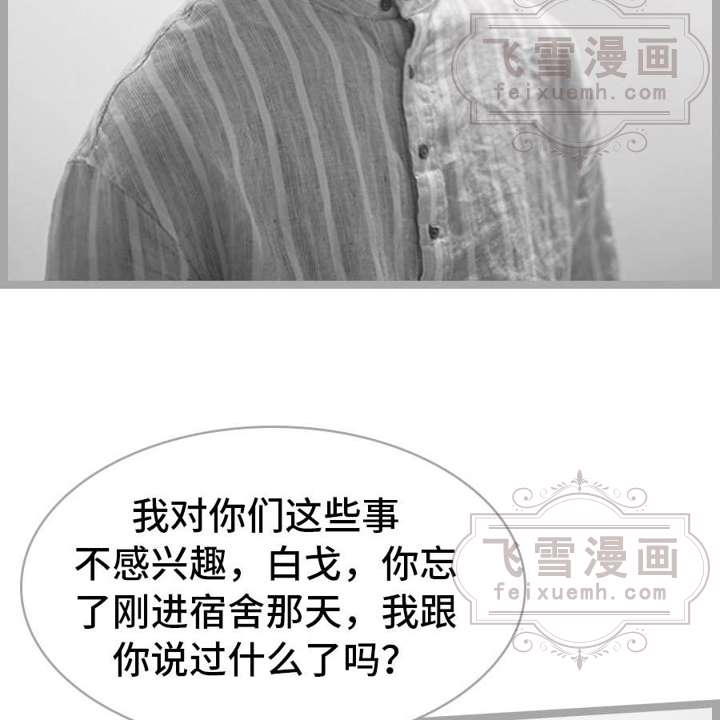 飞雪漫画
feixuemh.com
我对你们这些事
不感兴趣，白戈，你忘
了刚进宿舍那天，我跟
你说过什么了吗？
飞雪漫画
feixuemh.com